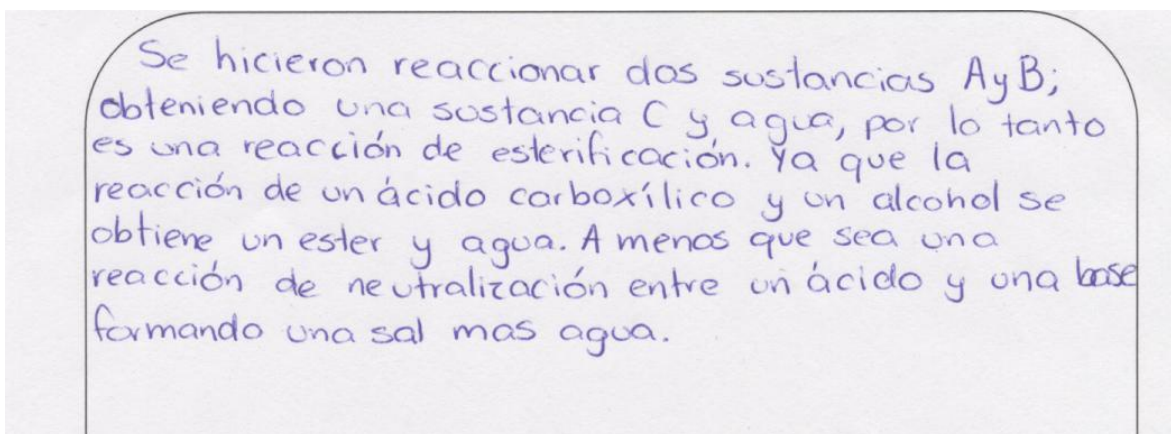 Se hicieron reaccionar dos sustancias A y B;
obteniendo una sustancia C y agua, por lo tanto
es una reacción de esterificación. Ya que la
reacción de un ácido carboxílico y un alcohol se
obtiene un ester y agua. A menos que sea una
reacción de neutralización entre un ácido y una base
formando una sal mas agua.